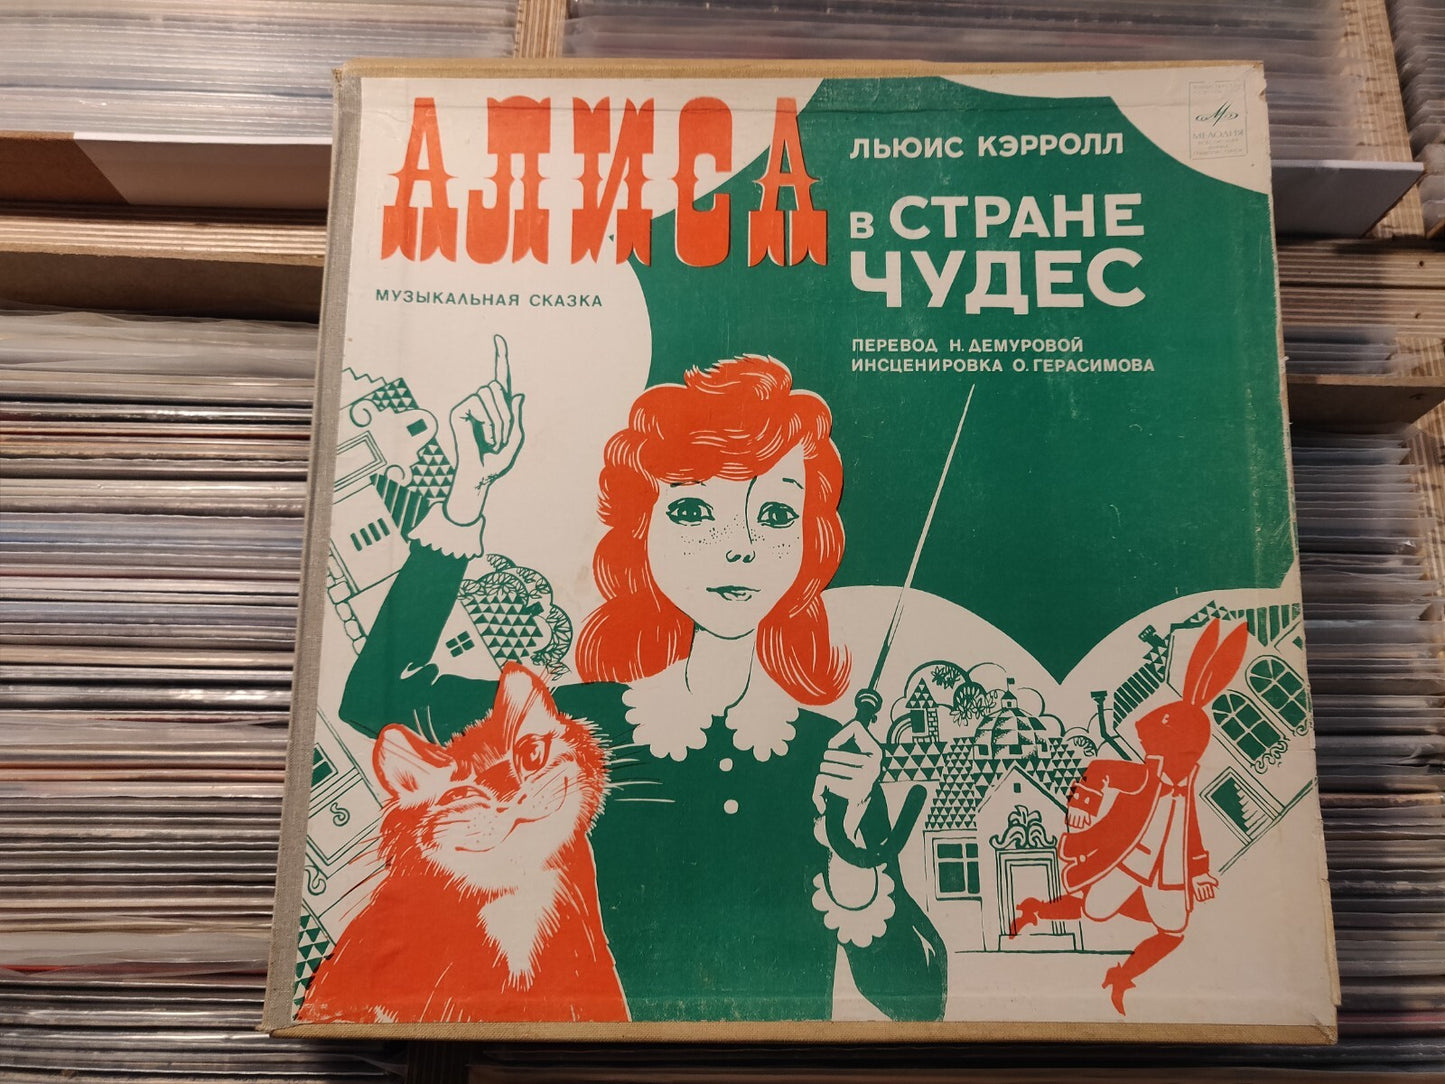 АЛИСА
ЛЬЮИС КЭРРОЛЛ
В СТРАНЕ
ЧУДЕС
МУЗЫКАЛЬНАЯ СКАЗКА
ПЕРЕВОД Н. ДЕМУРОВОЙ
ИНСЦЕНИРОВКА О. ГЕРАСИМОВА
МЕЛОДИЯ